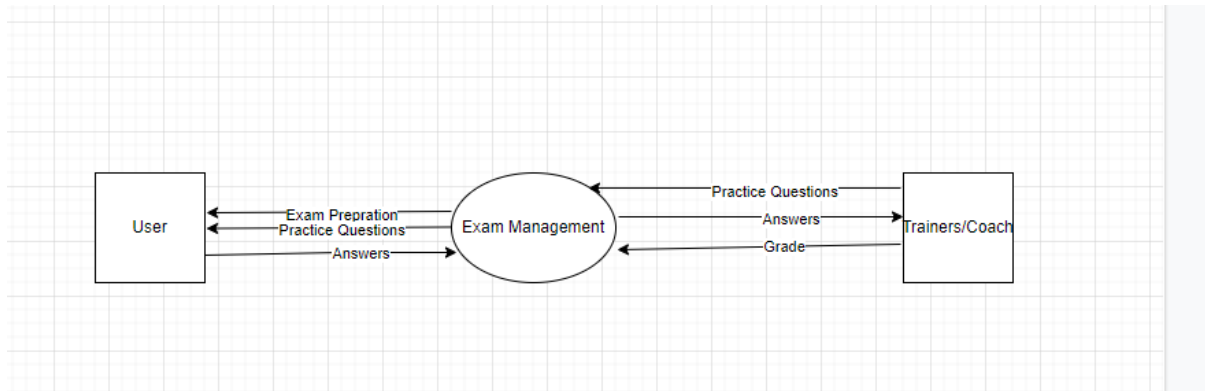 User
Exam Prepration
Practice Questions
Answers
Exam Management
Practice Questions
Answers
Grade
Trainers/Coach